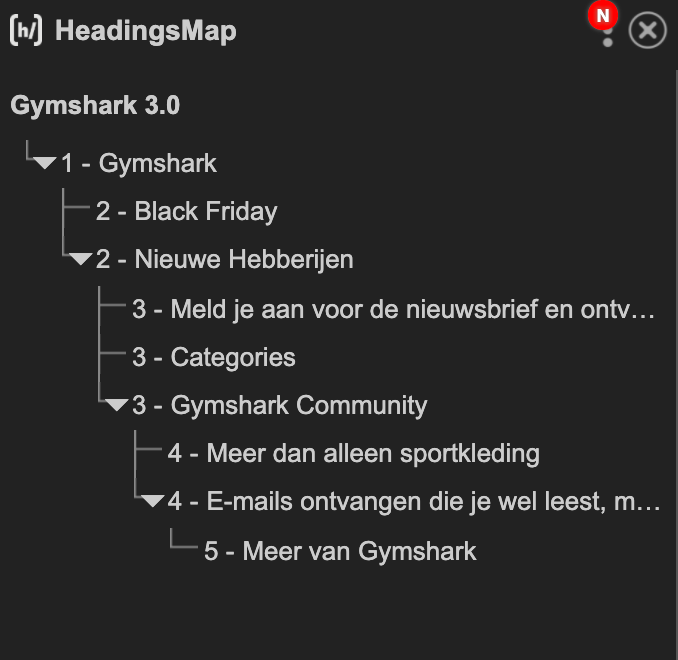 [h/] HeadingsMap
N
Gymshark 3.0
1 - Gymshark
2 - Black Friday
2 - Nieuwe Hebberijen
3 - Meld je aan voor de nieuwsbrief en ontv…
3 - Categories
3 - Gymshark Community
4 - Meer dan alleen sportkleding
4 - E-mails ontvangen die je wel leest, m…
5 - Meer van Gymshark